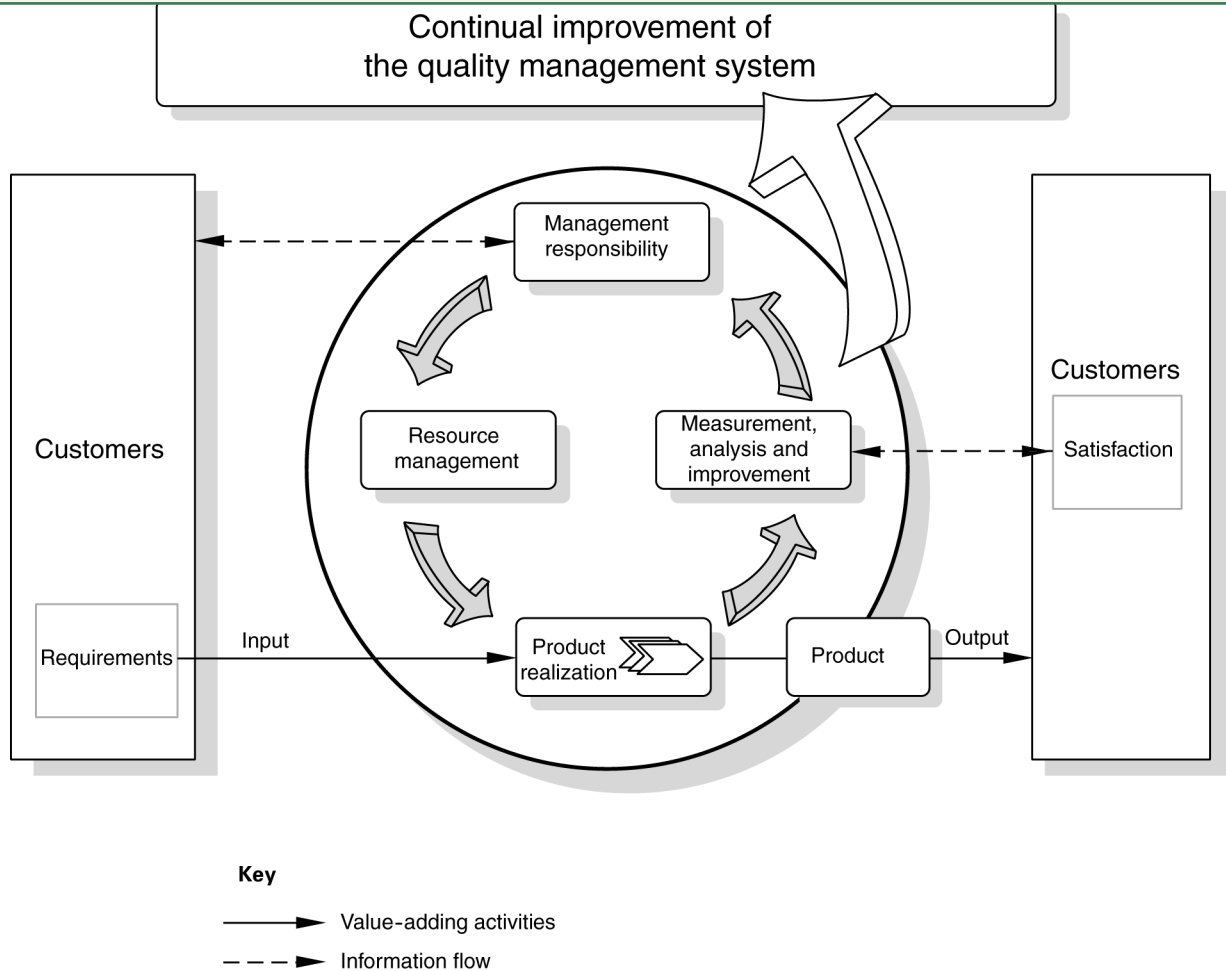 Continual improvement of
the quality management system
Management
responsibility
Customers
Resource
management
Measurement,
analysis and
improvement
Customers
Satisfaction
Requirements
Input
Product
realization
Product
Output
Key
Value-adding activities
Information flow